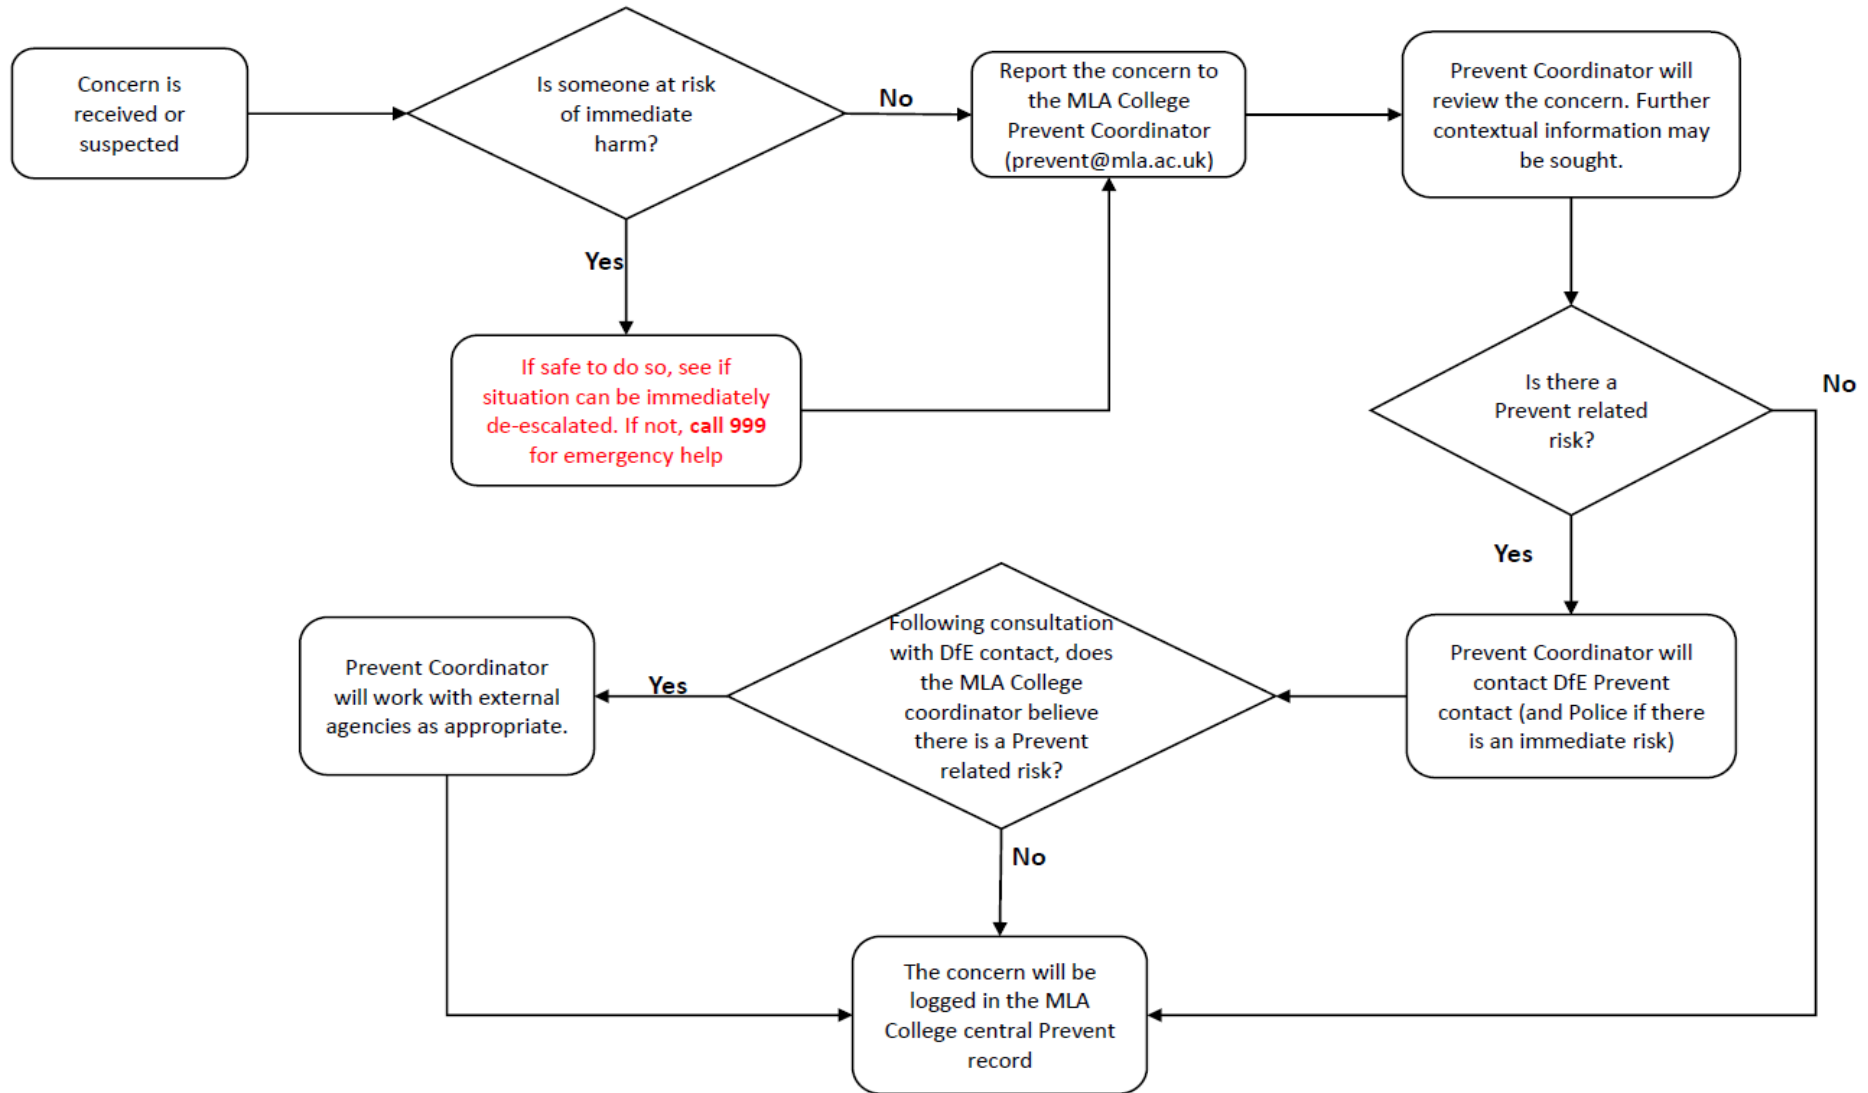 Concern is
received or
suspected
Is someone at risk
of immediate
harm?
No
Report the concern to
the MLA College
Prevent Coordinator
(prevent@mla.ac.uk)
Prevent Coordinator will
review the concern. Further
contextual information may
be sought.
Yes
If safe to do so, see if
situation can be immediately
de-escalated. If not, call 999
for emergency help
Is there a
Prevent related
risk?
No
Yes
Prevent Coordinator will
contact DfE Prevent
contact (and Police if there
is an immediate risk)
Following consultation
with DfE contact, does
the MLA College
coordinator believe
there is a Prevent
related risk?
Yes
Prevent Coordinator
will work with external
agencies as appropriate.
No
The concern will be
logged in the MLA
College central Prevent
record